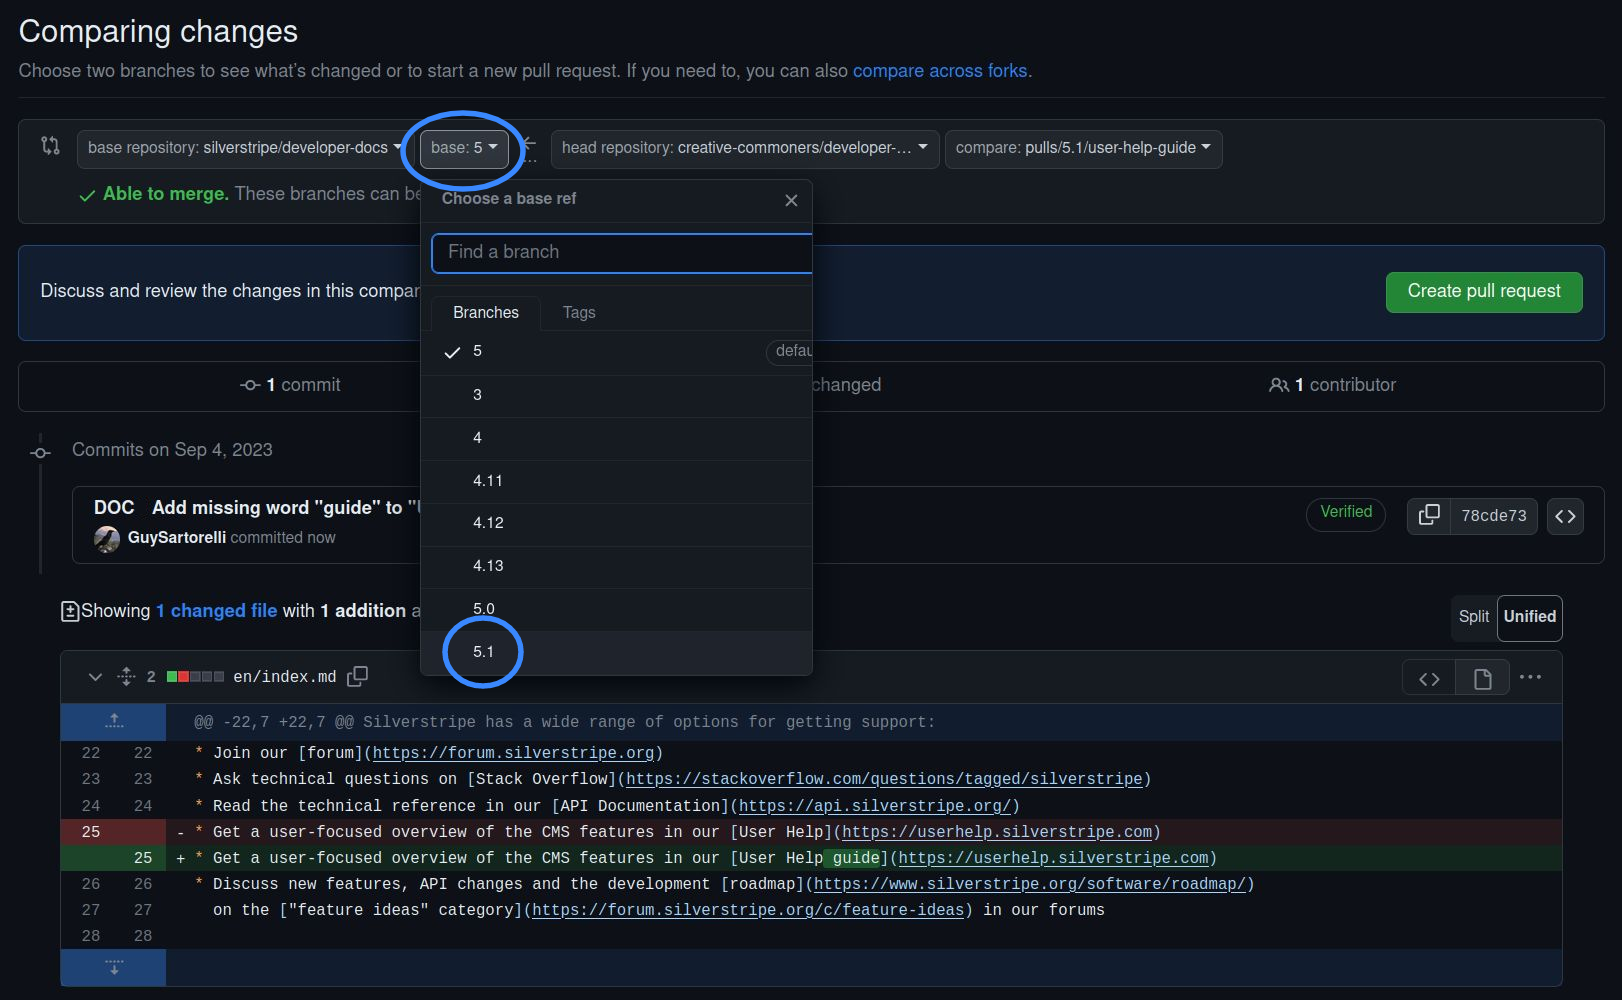 Comparing changes
Choose two branches to see what's changed or to start a new pull request. If you need to, you can also compare across forks.
base repository: silverstripe/developer-docs base: 5 head repository: creative-commoners/developer-... compare: pulls/5.1/user-help-guide
Able to merge. These branches can be
Choose a base ref
Find a branch
Discuss and review the changes in this compar
Create pull request
Branches Tags
5 defau
3
4
4.11
4.12
4.13
5.0
5.1
1 commit changed 1 contributor
Commits on Sep 4, 2023
DOC Add missing word "guide" to "U
GuySartorelli committed now
Verified 78cde73
Showing 1 changed file with 1 addition a
Split Unified
2 en/index.md
@@ -22,7 +22,7 @@ Silverstripe has a wide range of options for getting support:
22 22 * Join our [forum](https://forum.silverstripe.org)
23 23 * Ask technical questions on [Stack Overflow](https://stackoverflow.com/questions/tagged/silverstripe)
24 24 * Read the technical reference in our [API Documentation](https://api.silverstripe.org/)
25 - * Get a user-focused overview of the CMS features in our [User Help](https://userhelp.silverstripe.com)
25 + * Get a user-focused overview of the CMS features in our [User Help guide](https://userhelp.silverstripe.com)
26 26 * Discuss new features, API changes and the development [roadmap](https://www.silverstripe.org/software/roadmap/)
27 27 on the ["feature ideas" category](https://forum.silverstripe.org/c/feature-ideas) in our forums
28 28